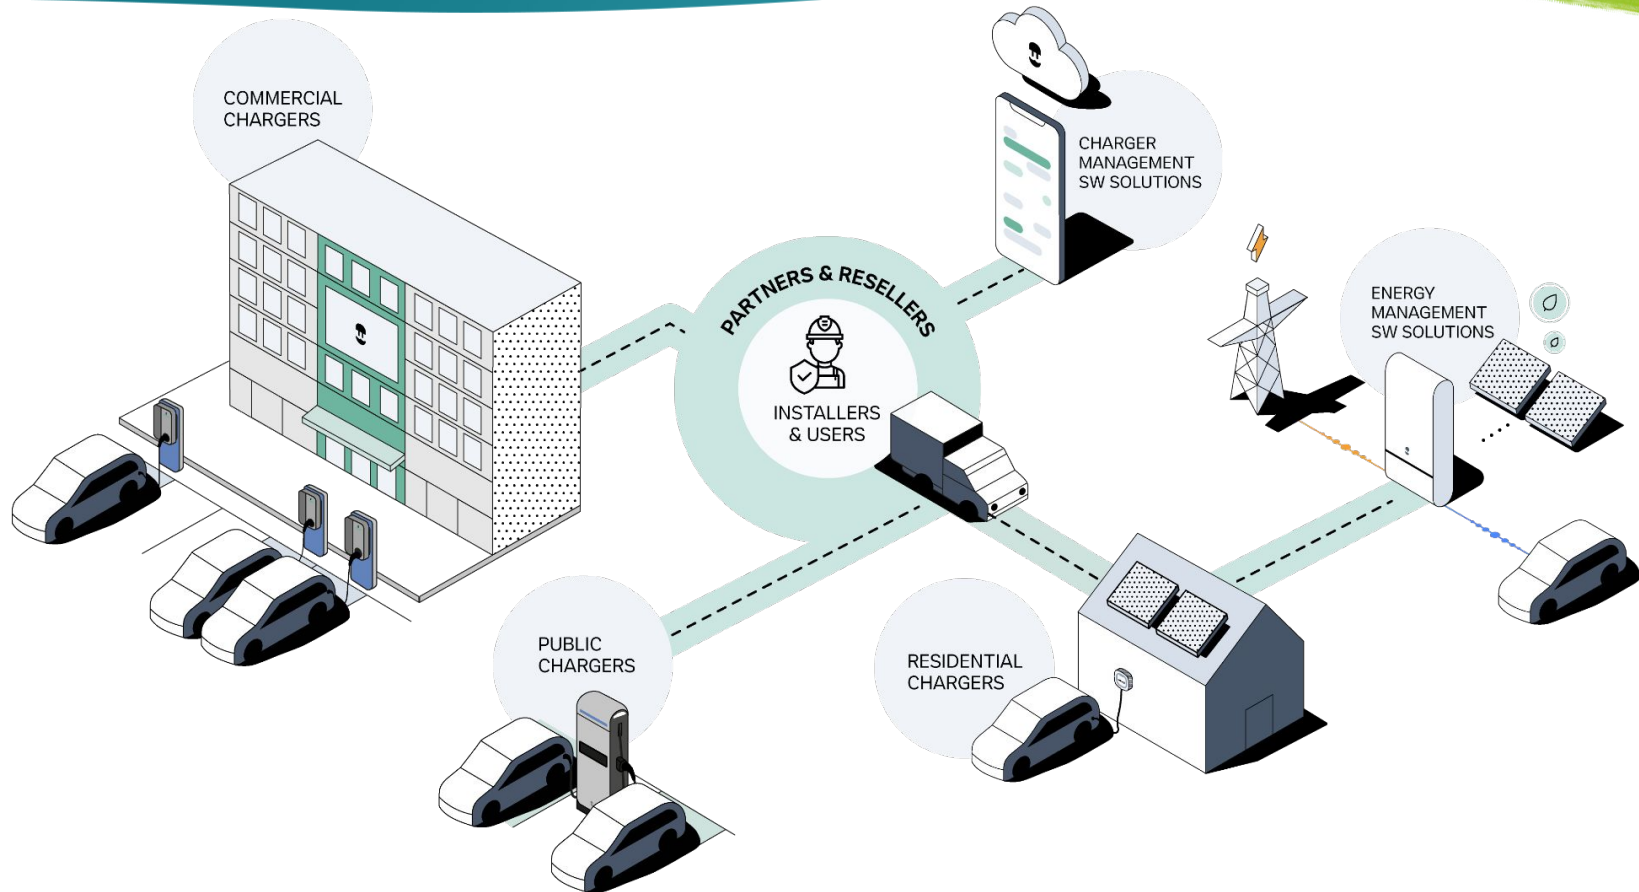 COMMERCIAL
CHARGERS
CHARGER
MANAGEMENT
SW SOLUTIONS
PARTNERS & RESELLERS
INSTALLERS
& USERS
ENERGY
MANAGEMENT
SW SOLUTIONS
PUBLIC
CHARGERS
RESIDENTIAL
CHARGERS